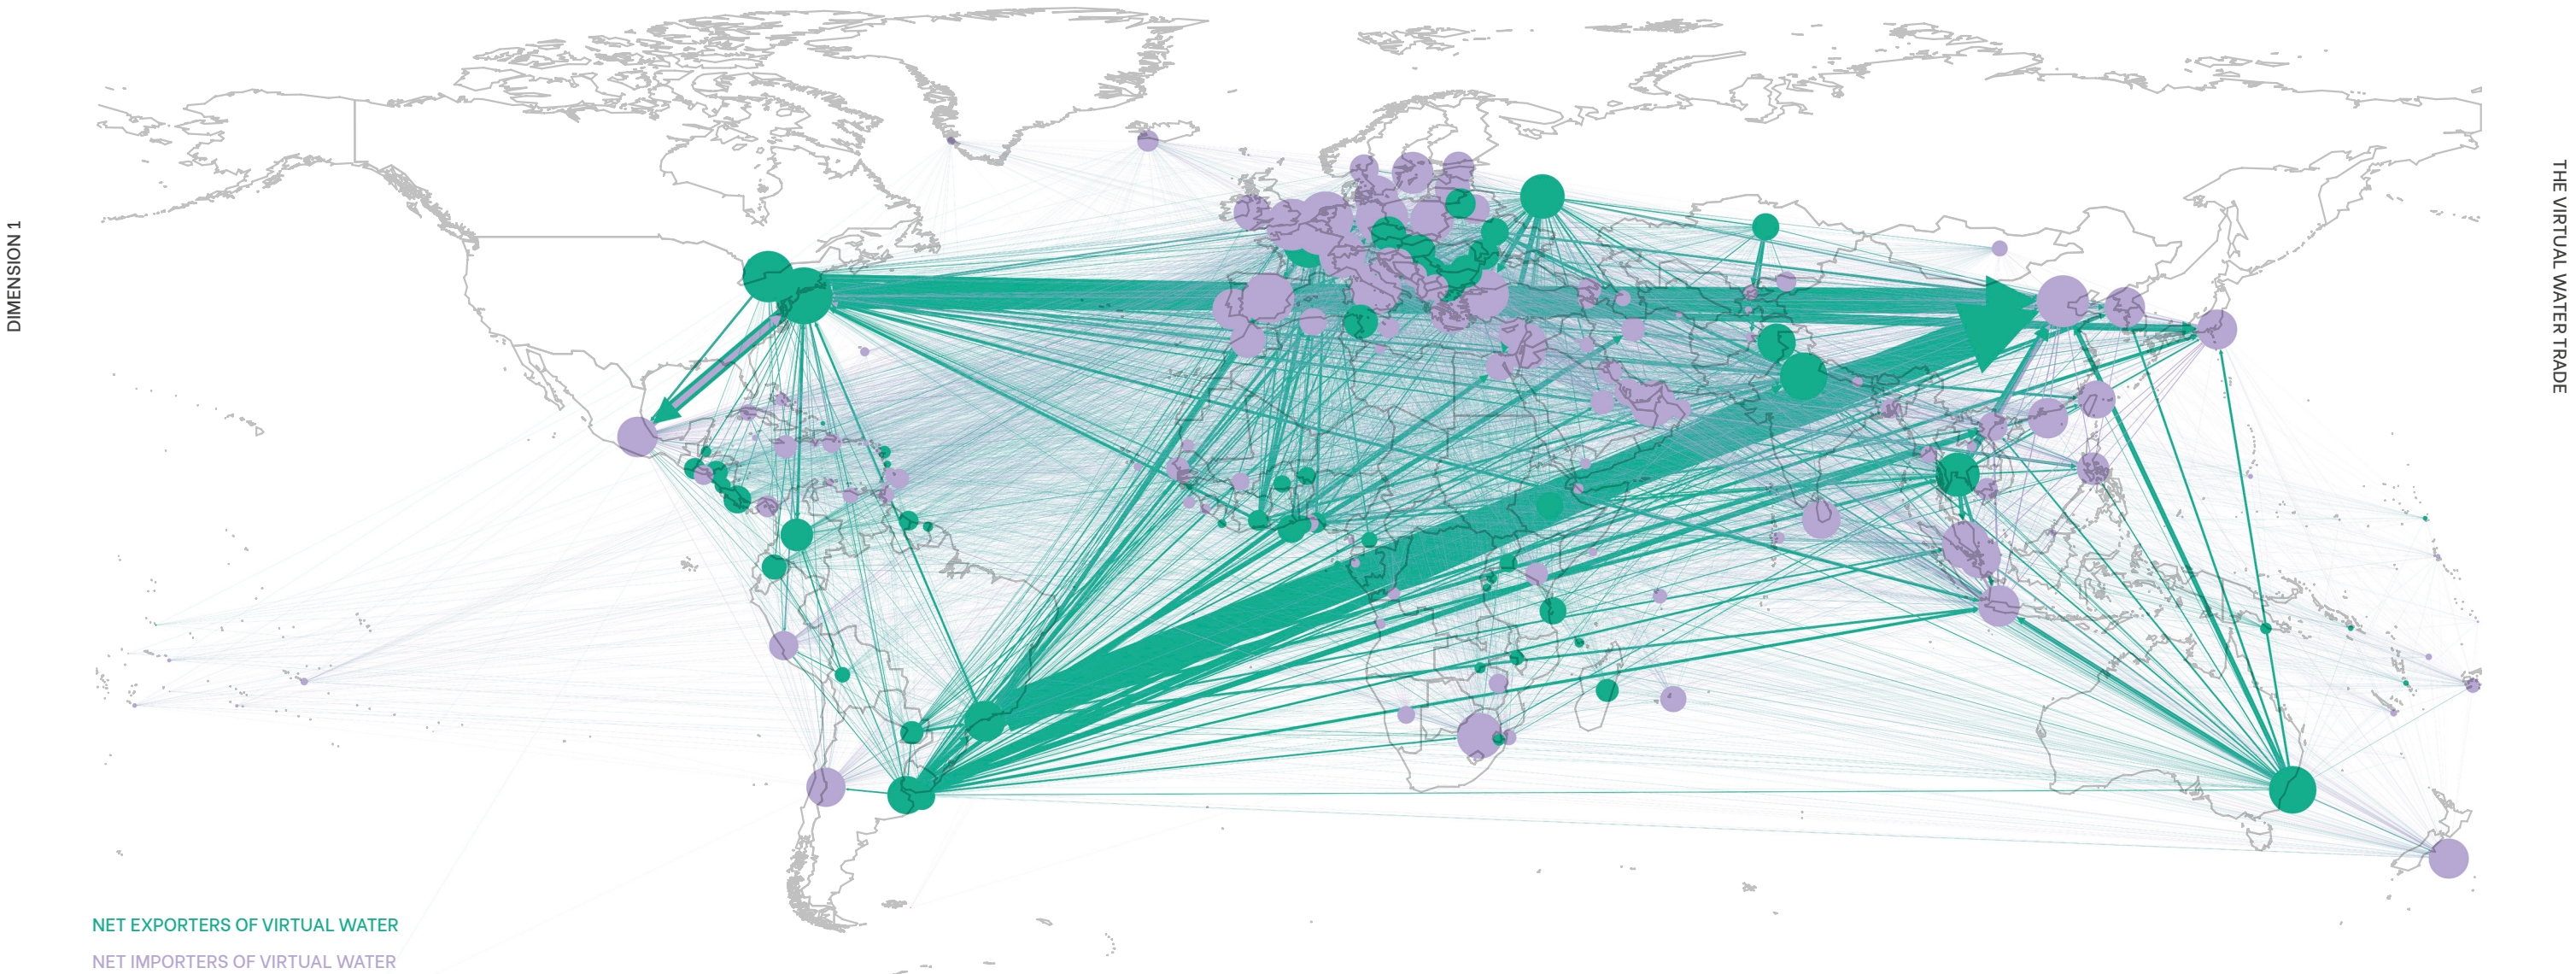 DIMENSION 1
THE VIRTUAL WATER TRADE
NET EXPORTERS OF VIRTUAL WATER
NET IMPORTERS OF VIRTUAL WATER